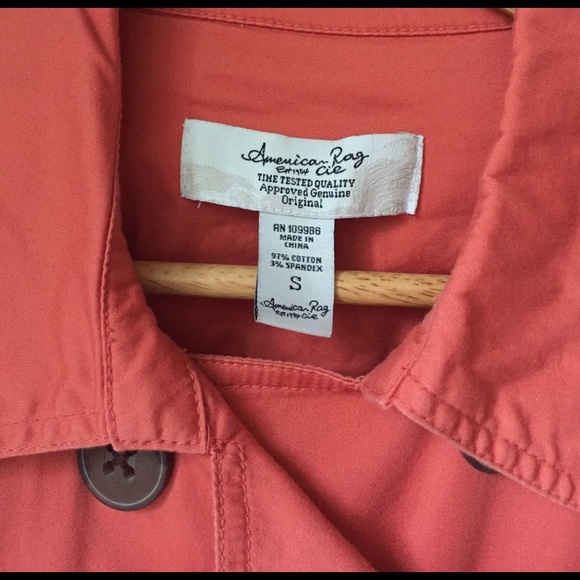 American Rag
est 1984 Cie
TIME TESTED QUALITY
Approved Genuine
Original
RN 109986
MADE IN
CHINA
97% COTTON
3% SPANDEX
S
American Rag
est 1984 Cie